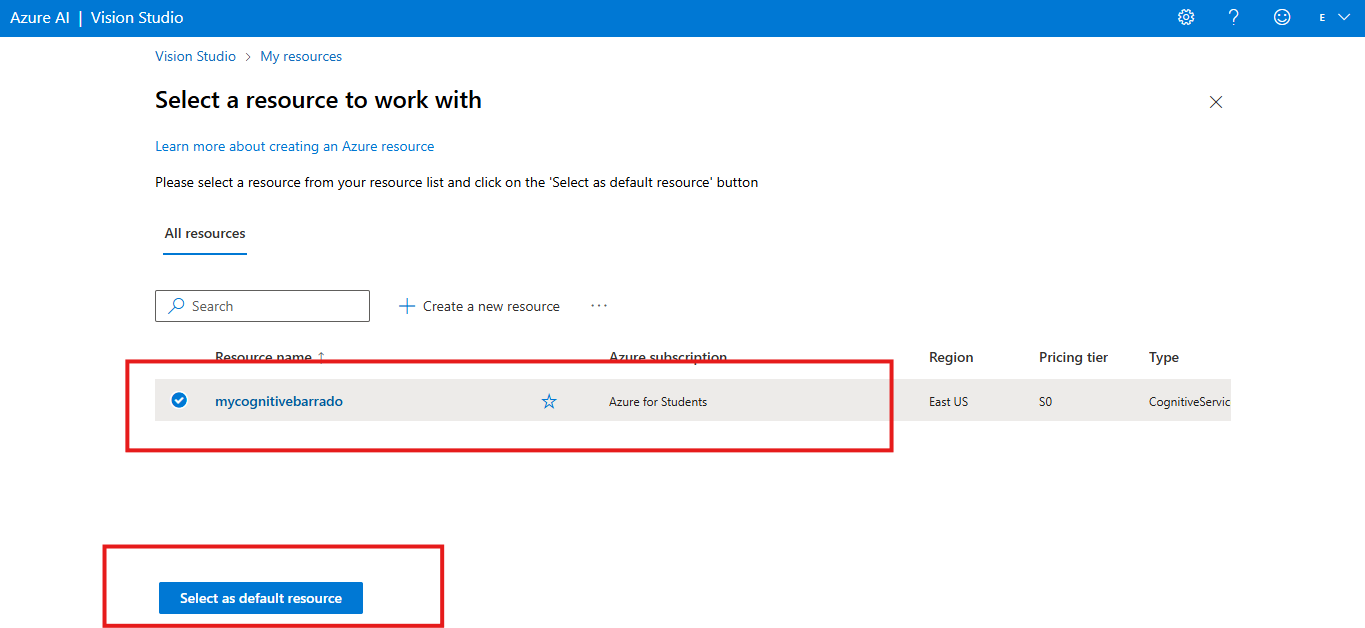 Azure AI | Vision Studio E
Vision Studio > My resources
Select a resource to work with
Learn more about creating an Azure resource
Please select a resource from your resource list and click on the 'Select as default resource' button
All resources
Search Create a new resource ...
Resource name ↑ Azure subscription Region Pricing tier Type
mycognitivebarrado Azure for Students East US S0 CognitiveServic
Select as default resource